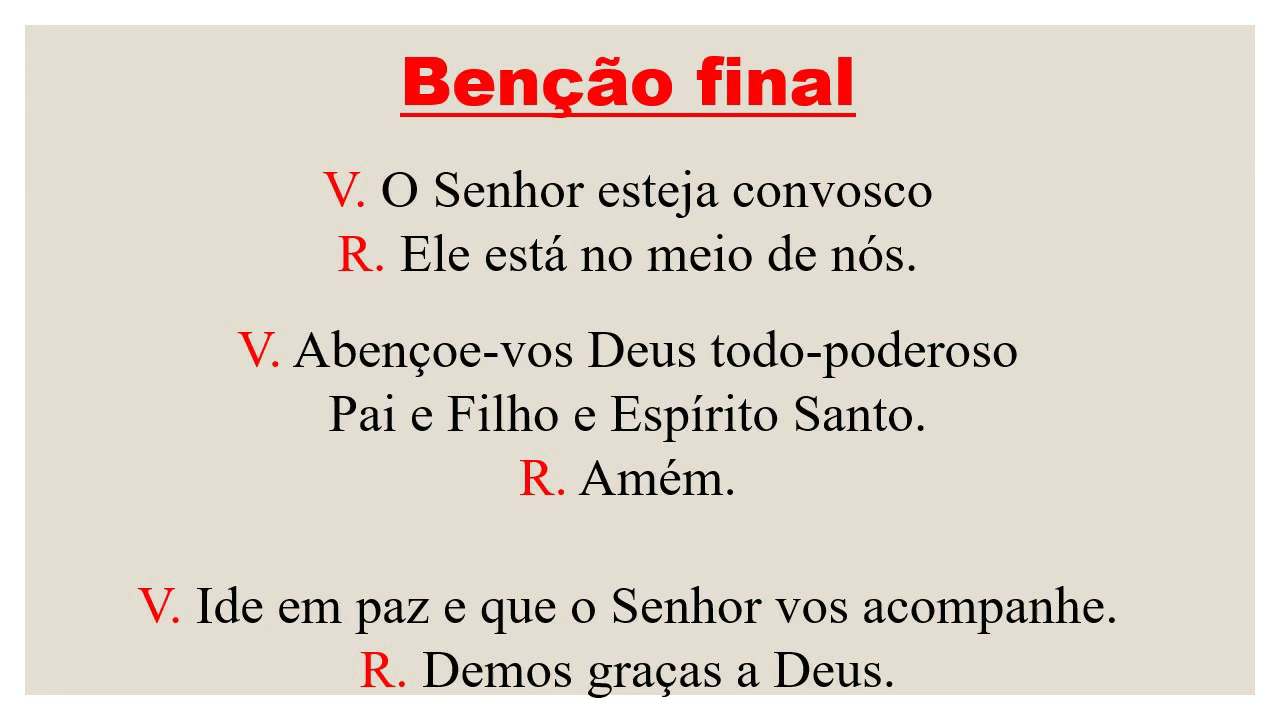 Benção final
V. O Senhor esteja convosco
R. Ele está no meio de nós.
V. Abençoe-vos Deus todo-poderoso
Pai e Filho e Espírito Santo.
R. Amém.
V. Ide em paz e que o Senhor vos acompanhe.
R. Demos graças a Deus.